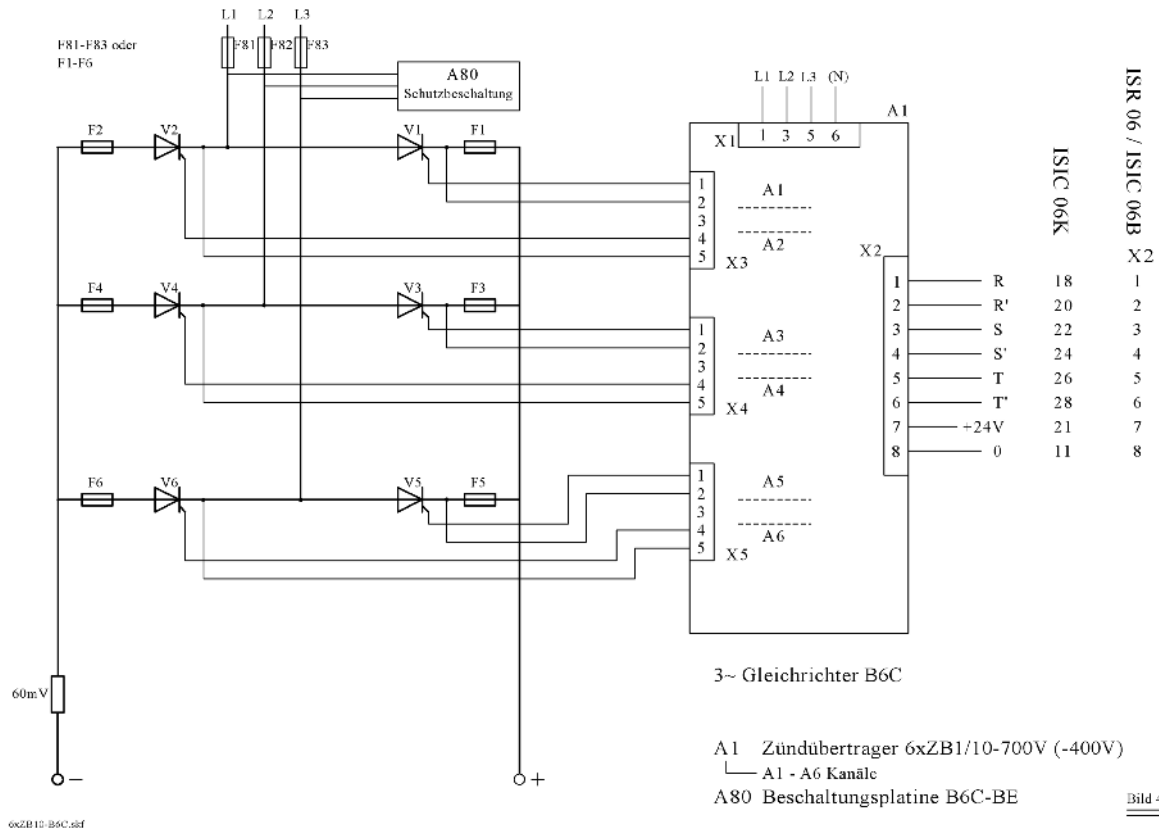 L1 L2 L3
F81-F83 oder
F1-F6
F81 F82 F83
A80
Schutzbeschaltung
L1 L2 L3 (N)
A1
X1 1 3 5 6
F2 V2 V1 F1
1
2
3
4
5
A1
A2
X3
F4 V4 V3 F3
1
2
3
4
5
A3
A4
X4
F6 V6 V5 F5
1
2
3
4
5
A5
A6
X5
ISIC 06K
ISR 06 / ISIC 06B
X2 X2
1 R 18 1
2 R' 20 2
3 S 22 3
4 S' 24 4
5 T 26 5
6 T' 28 6
7 +24V 21 7
8 0 11 8
60mV
− +
3~ Gleichrichter B6C
A1 Zündübertrager 6xZB1/10-700V (-400V)
A1 - A6 Kanäle
A80 Beschaltungsplatine B6C-BE
Bild 4
6xZB10-B6C.skf